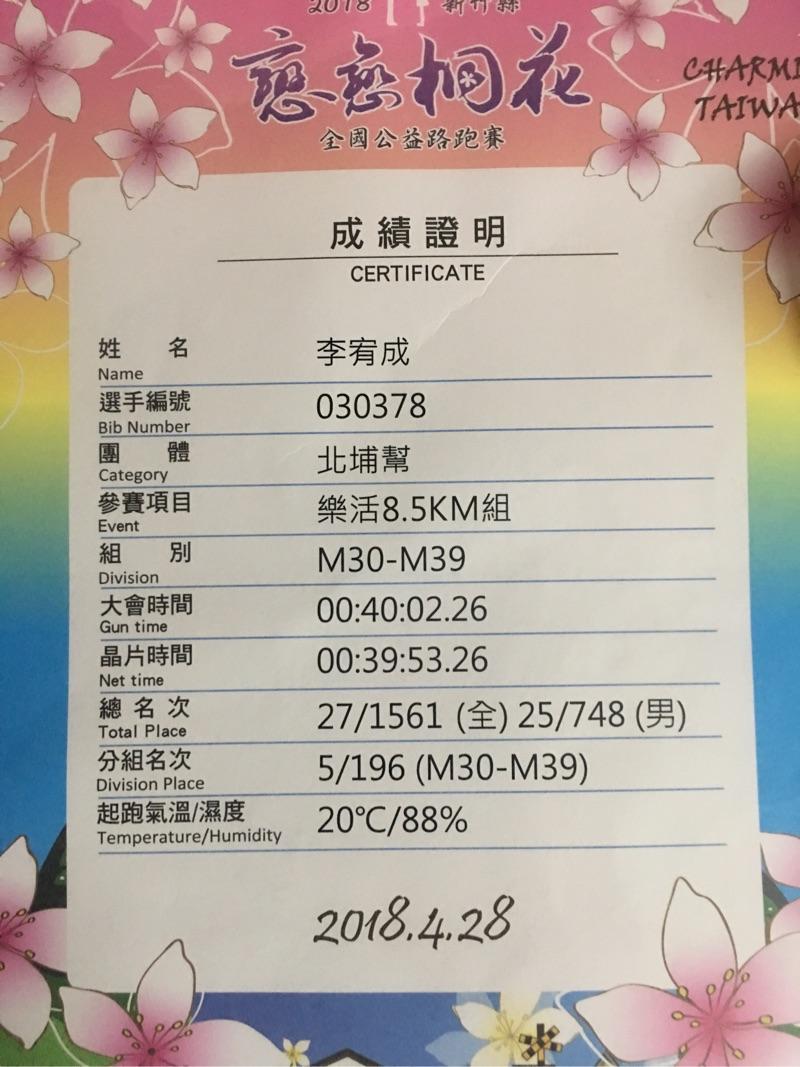 2018 新竹縣
戀戀桐花
CHARMI
TAIWA
全國公益路跑賽
成績證明
CERTIFICATE
姓名 李宥成
Name
選手編號 030378
Bib Number
團體 北埔幫
Category
參賽項目 樂活8.5KM組
Event
組別 M30-M39
Division
大會時間 00:40:02.26
Gun time
晶片時間 00:39:53.26
Net time
總名次 27/1561 (全) 25/748 (男)
Total Place
分組名次 5/196 (M30-M39)
Division Place
起跑氣溫/濕度 20℃/88%
Temperature/Humidity
2018.4.28